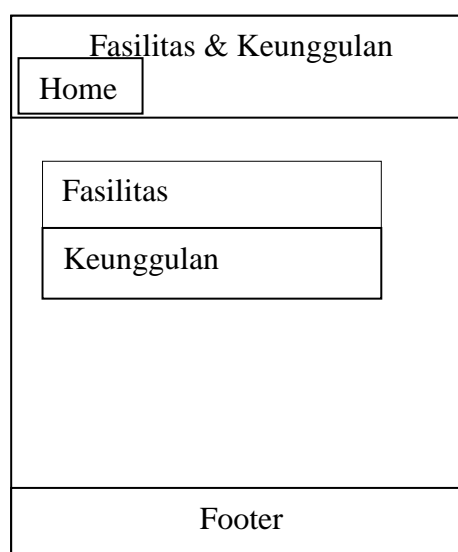 Fasilitas & Keunggulan
Home
Fasilitas
Keunggulan
Footer